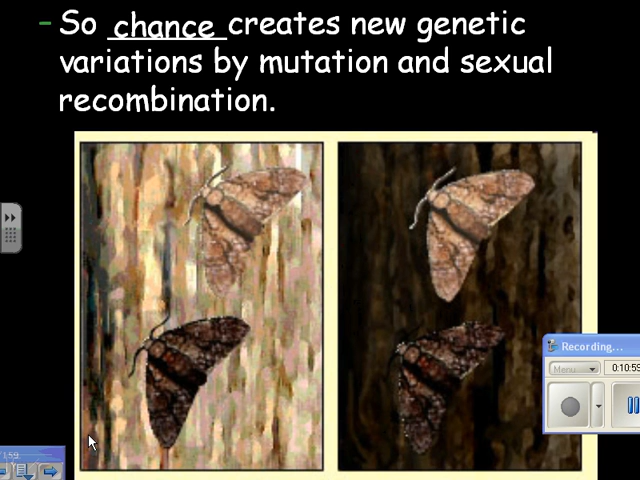 – So chance creates new genetic
variations by mutation and sexual
recombination.
Recording...
Menu
0:10:59